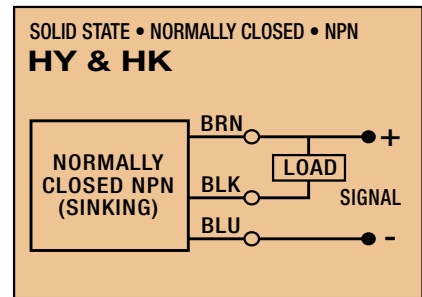 SOLID STATE • NORMALLY CLOSED • NPN
HY & HK
BRN
+
NORMALLY
CLOSED NPN
(SINKING)
LOAD
BLK
SIGNAL
BLU
-